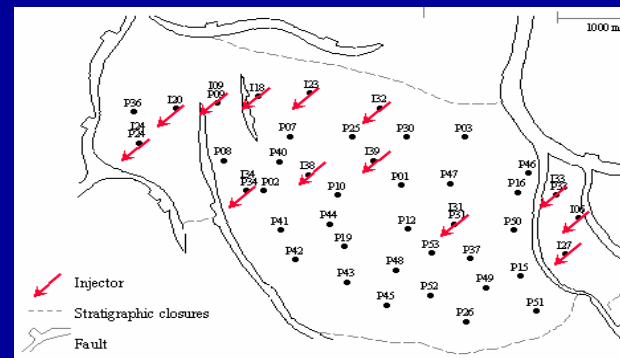 1000 m
I23
I09
I18
I20
P09
P36
I32
I24
P24
P07
P25
P30
P03
P08
P40
I39
P46
I34
I38
P34
P02
P01
P47
I33
P16
P10
I31
P31
I06
P41
P44
P12
P50
P19
P42
P53
P37
I27
P48
P43
P15
P49
P52
P45
P51
P26
Injector
Stratigraphic closures
Fault